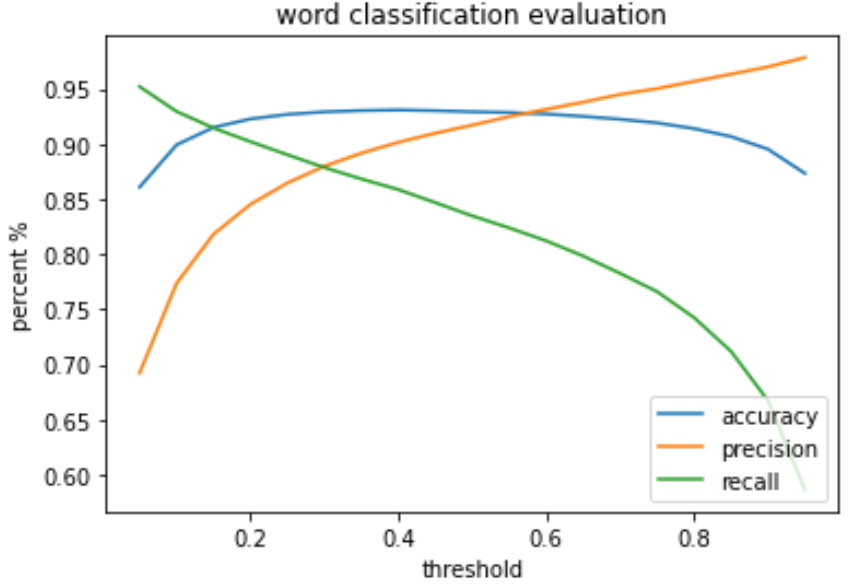 word classification evaluation
percent %
0.95
0.90
0.85
0.80
0.75
0.70
0.65
0.60
accuracy
precision
recall
0.2 0.4 0.6 0.8
threshold